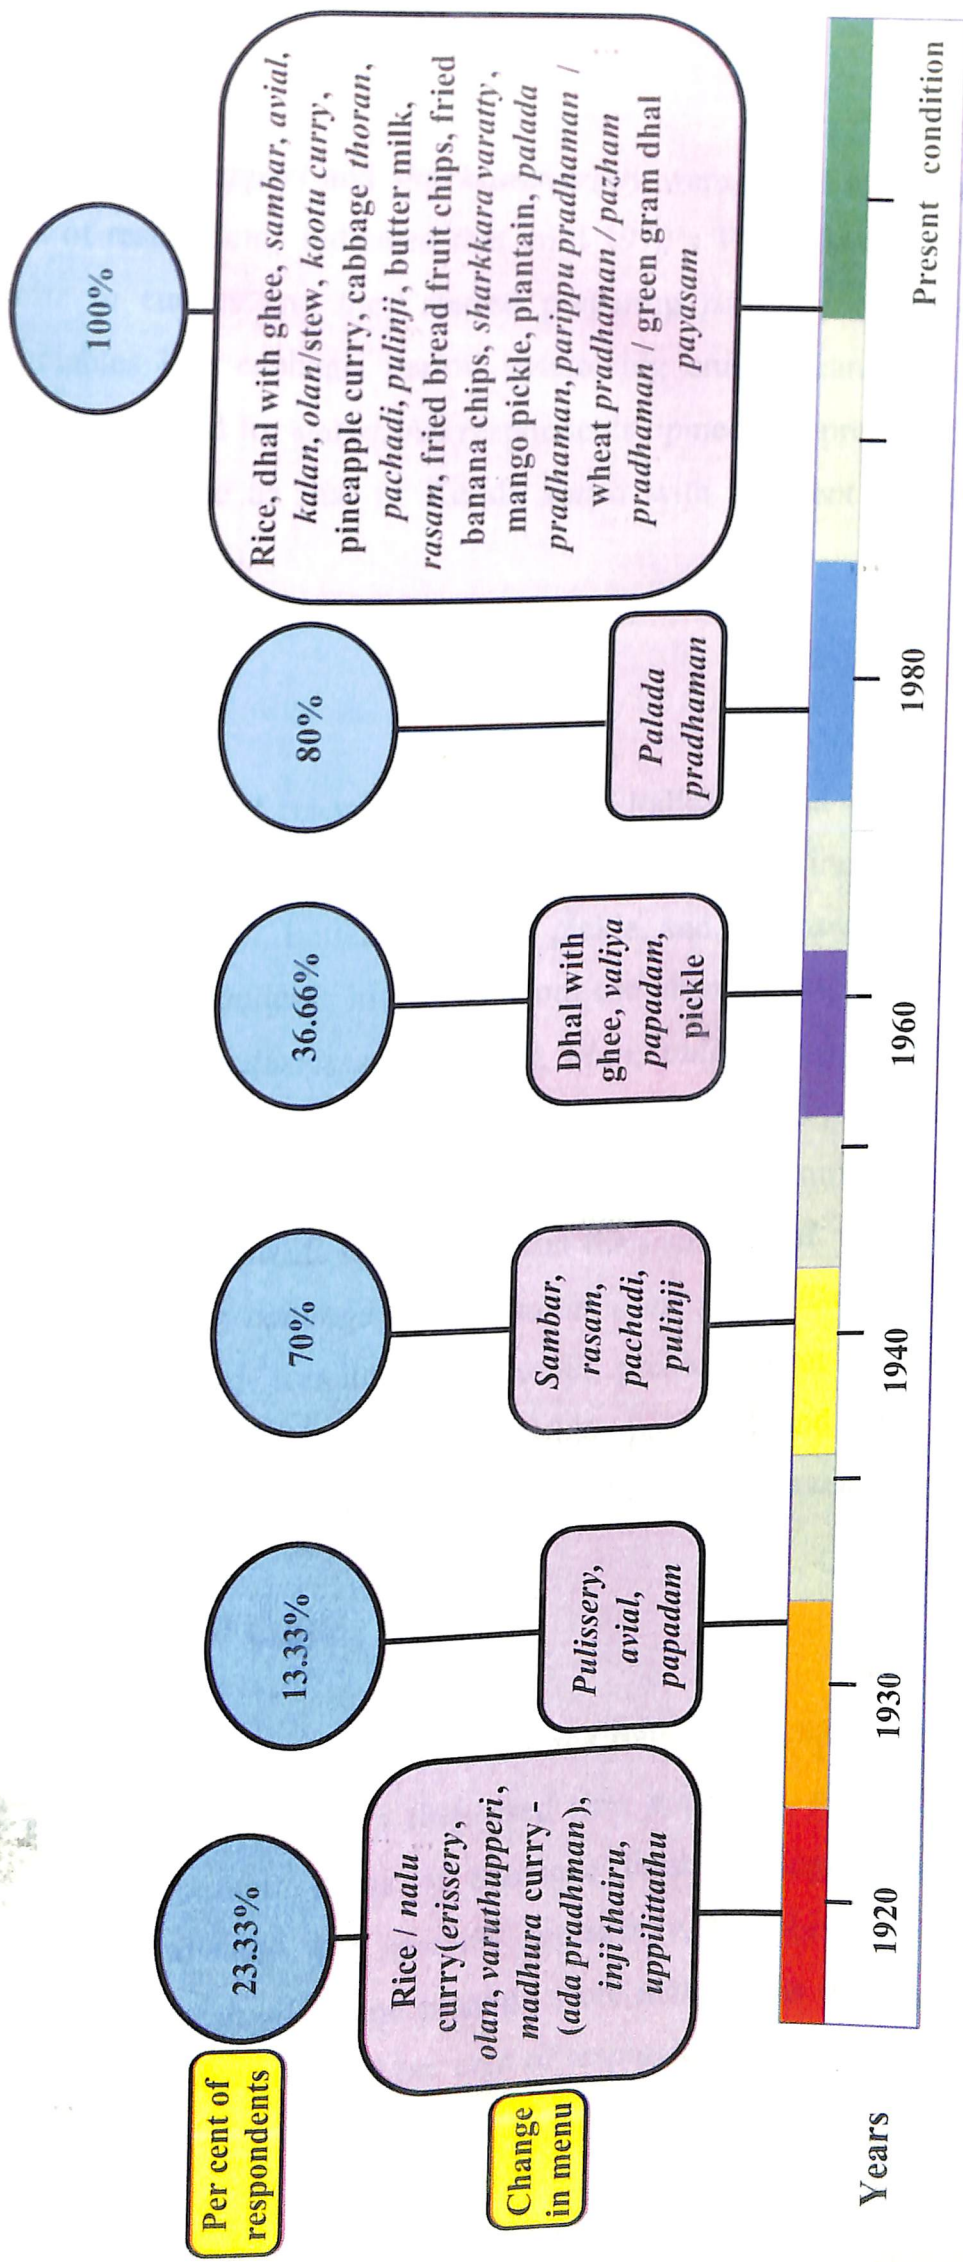 Per cent of
respondents
23.33%
13.33%
70%
36.66%
80%
100%
Change
in menu
Rice / nalu
curry(erissery,
olan, varuthupperi,
madhura curry -
(ada pradhman),
inji thairu,
uppilittathu
Pulissery,
avial,
papadam
Sambar,
rasam,
pachadi,
pulinji
Dhal with
ghee, valiya
papadam,
pickle
Palada
pradhaman
Rice, dhal with ghee, sambar, avial,
kalan, olan/stew, kootu curry,
pineapple curry, cabbage thoran,
pachadi, pulinji, butter milk,
rasam, fried bread fruit chips, fried
banana chips, sharkkara varatty,
mango pickle, plantain, palada
pradhanan, parippu pradhaman /
wheat pradhaman / pazham
pradhaman / green gram dhal
payasam
Years
1920
1930
1940
1960
1980
Present condition